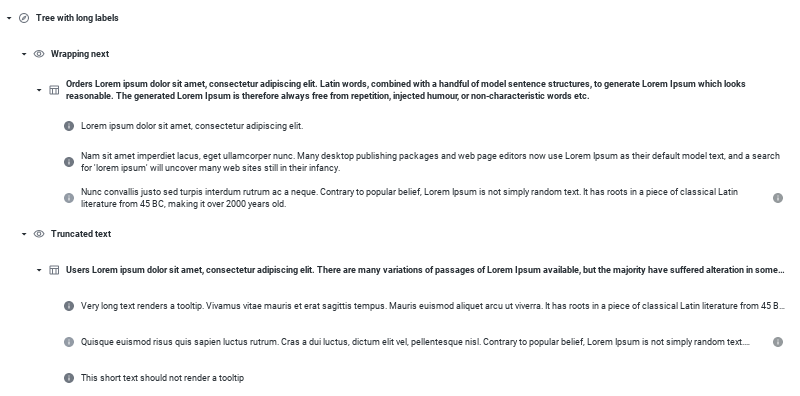 Tree with long labels
Wrapping next
Orders Lorem ipsum dolor sit amet, consectetur adipiscing elit. Latin words, combined with a handful of model sentence structures, to generate Lorem Ipsum which looks
reasonable. The generated Lorem Ipsum is therefore always free from repetition, injected humour, or non-characteristic words etc.
Lorem ipsum dolor sit amet, consectetur adipiscing elit.
Nam sit amet imperdiet lacus, eget ullamcorper nunc. Many desktop publishing packages and web page editors now use Lorem Ipsum as their default model text, and a search
for 'lorem ipsum' will uncover many web sites still in their infancy.
Nunc convallis justo sed turpis interdum rutrum ac a neque. Contrary to popular belief, Lorem Ipsum is not simply random text. It has roots in a piece of classical Latin
literature from 45 BC, making it over 2000 years old.
Truncated text
Users Lorem ipsum dolor sit amet, consectetur adipiscing elit. There are many variations of passages of Lorem Ipsum available, but the majority have suffered alteration in some...
Very long text renders a tooltip. Vivamus vitae mauris et erat sagittis tempus. Mauris euismod aliquet arcu ut viverra. It has roots in a piece of classical Latin literature from 45 B...
Quisque euismod risus quis sapien luctus rutrum. Cras a dui luctus, dictum elit vel, pellentesque nisl. Contrary to popular belief, Lorem Ipsum is not simply random text....
This short text should not render a tooltip